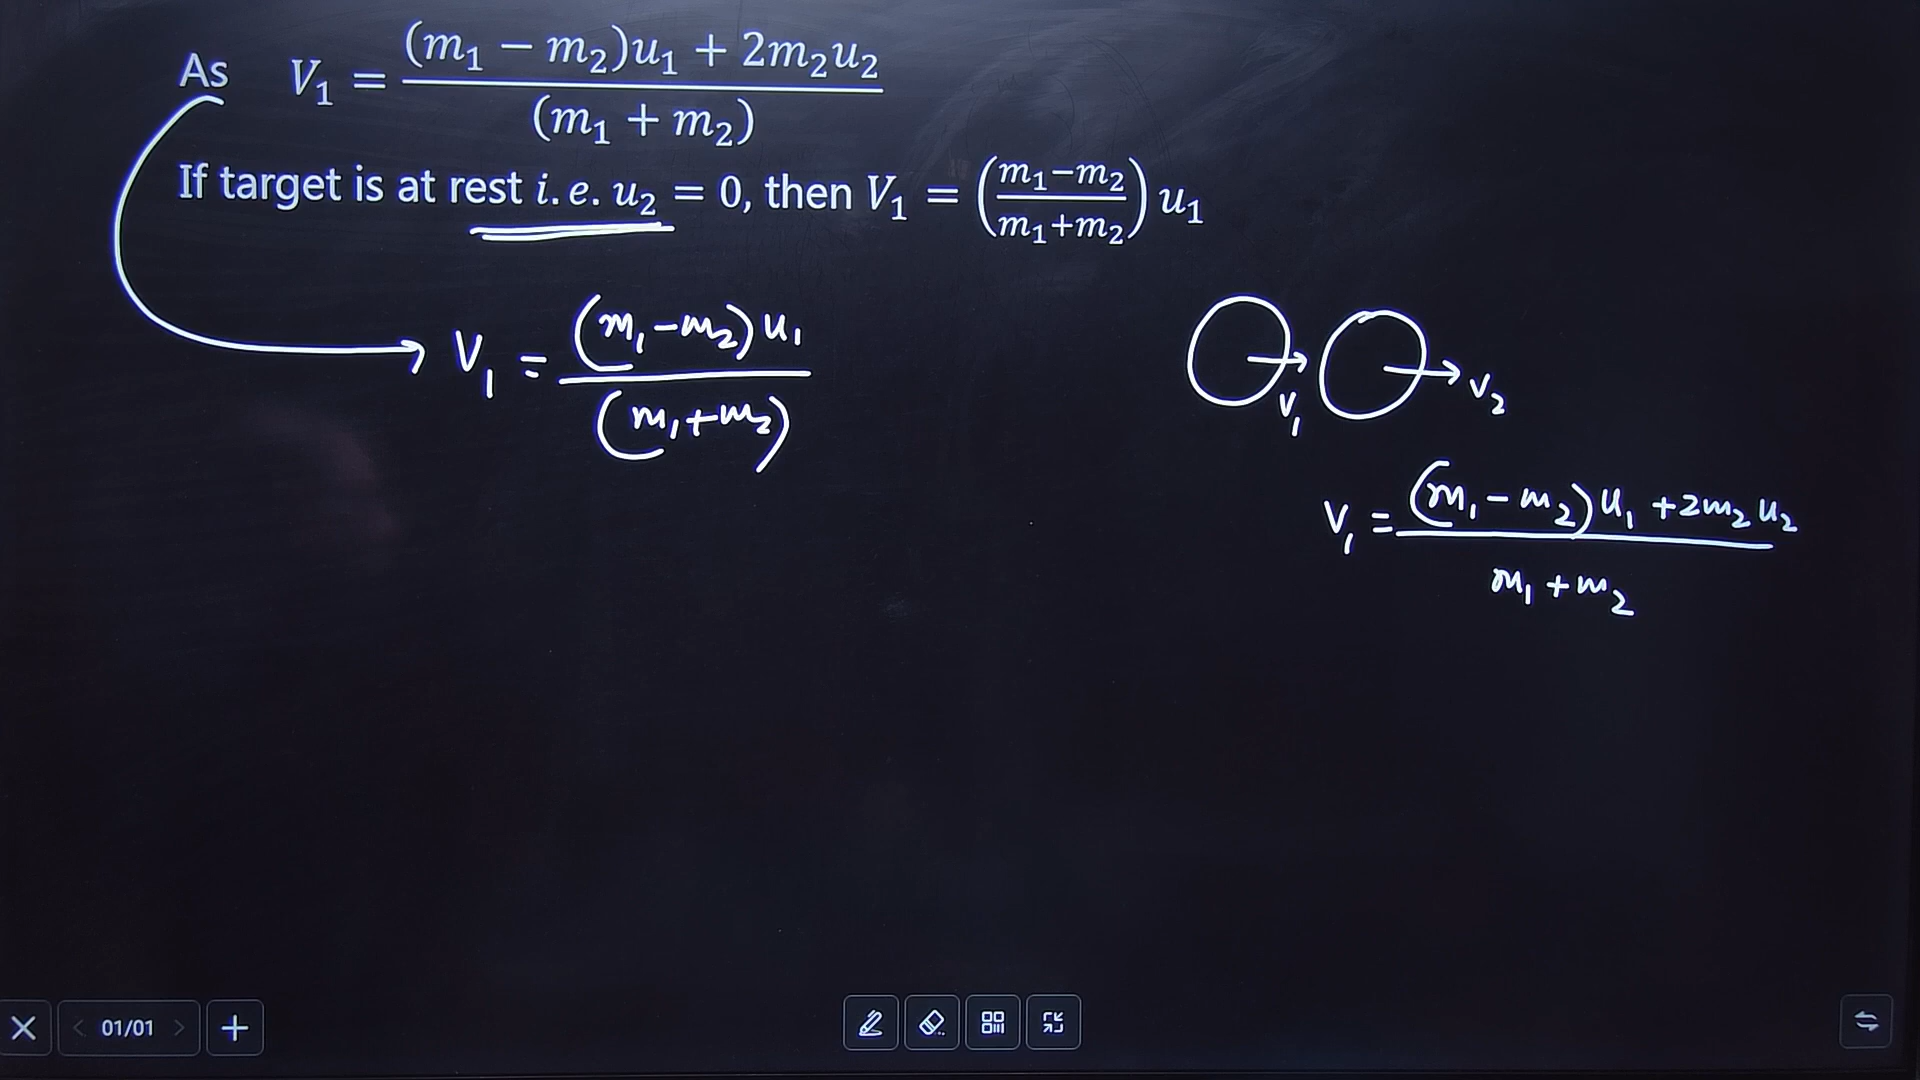 As V₁ = (m₁ − m₂)u₁ + 2m₂u₂ / (m₁ + m₂)
If target is at rest i.e. u₂ = 0, then V₁ = (m₁−m₂ / m₁+m₂) u₁
V₁ = (m₁ − m₂) u₁ / (m₁ + m₂)
V₁ V₂
V₁ = (m₁ − m₂) u₁ + 2m₂ u₂ / m₁ + m₂
01/01